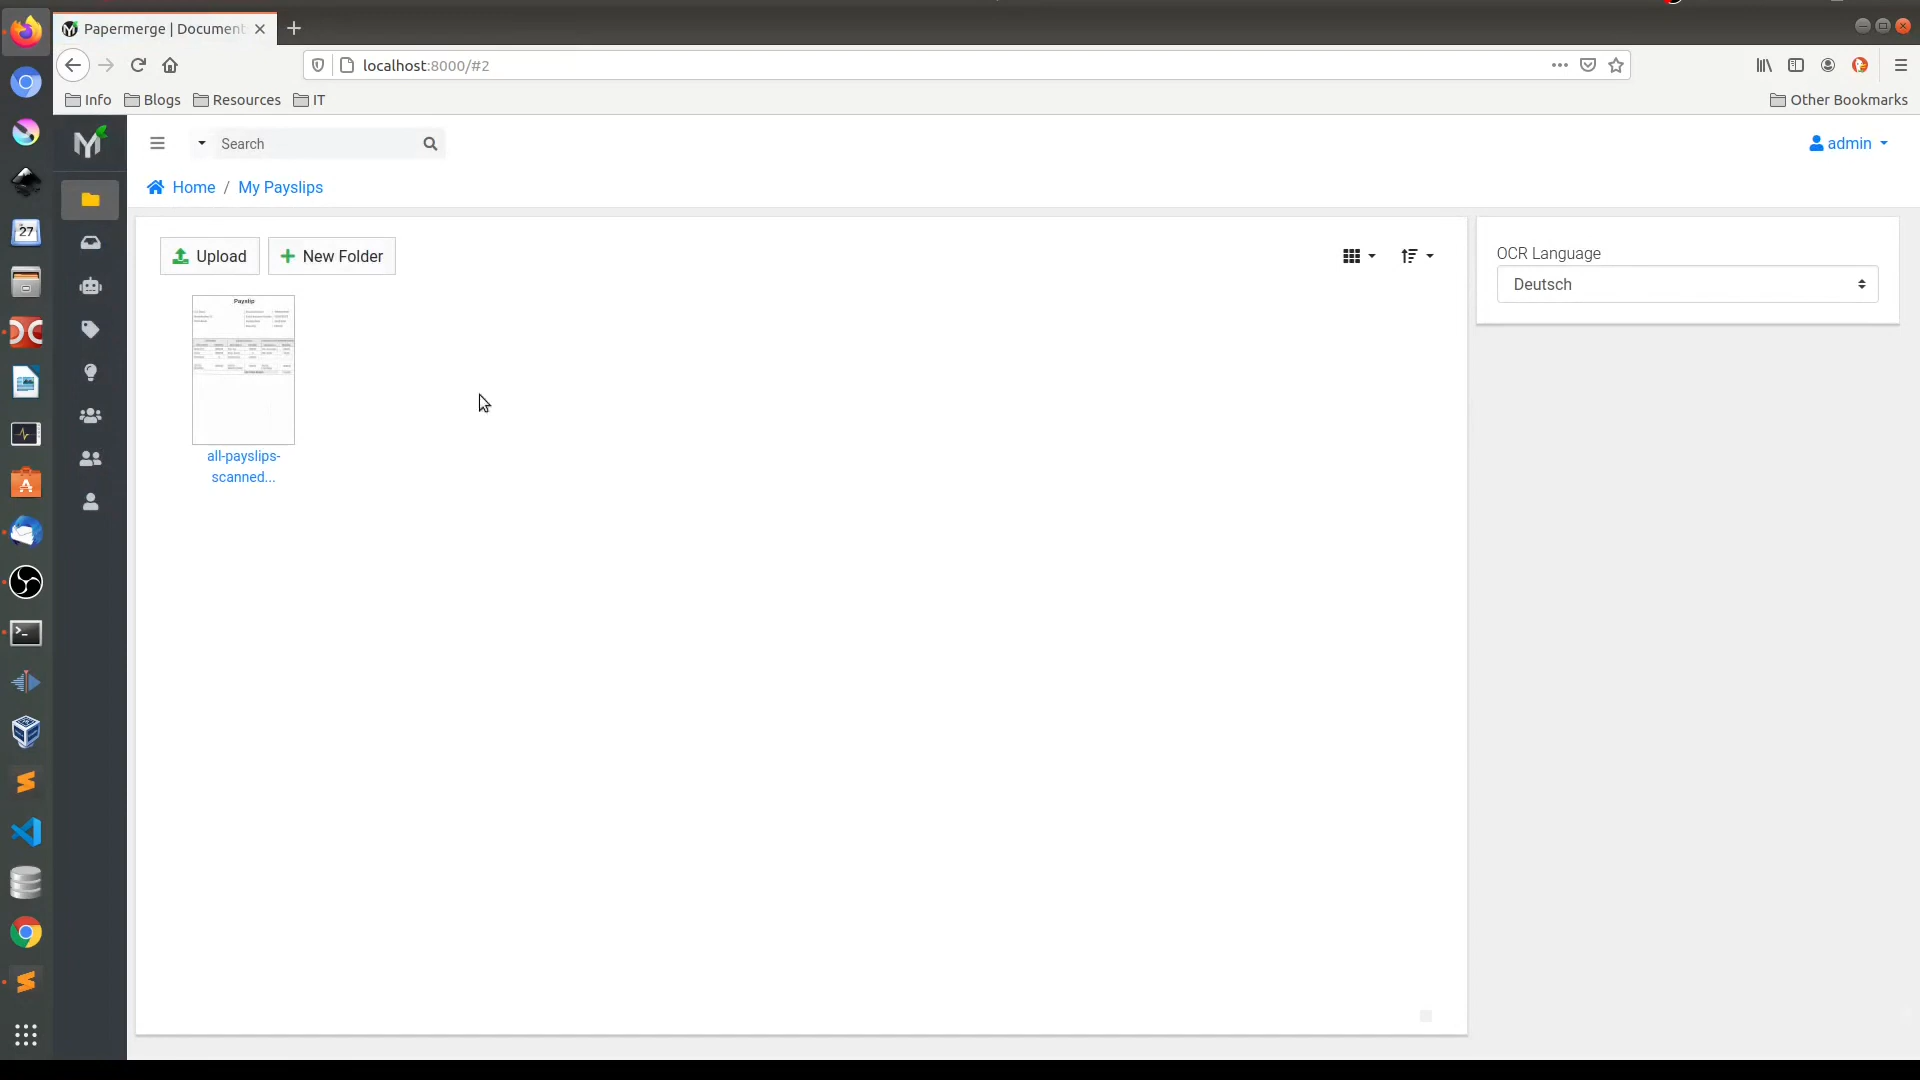 Papermerge | Document
localhost:8000/#2
Info
Blogs
Resources
IT
Other Bookmarks
Search
admin
Home / My Payslips
Upload
New Folder
OCR Language
Deutsch
Payslip
all-payslips-
scanned...
27